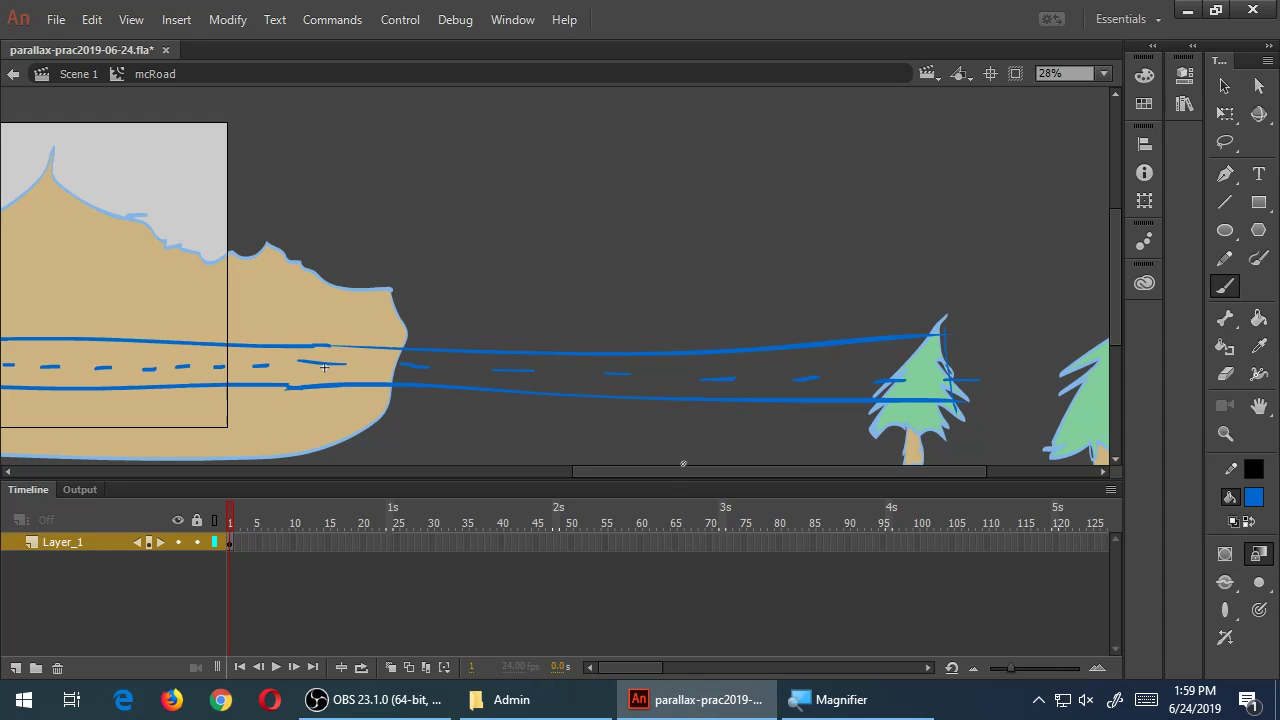 An File Edit View Insert Modify Text Commands Control Debug Window Help Essentials
parallax-prac2019-06-24.fla* ×
Scene 1 mcRoad 28%
T...
Timeline Output
Off 1s 2s 3s 4s 5s
1 5 10 15 20 25 30 35 40 45 50 55 60 65 70 75 80 85 90 95 100 105 110 115 120 125
Layer_1
1 24.00 fps 0.0 s
OBS 23.1.0 (64-bit, ... Admin An parallax-prac2019-... Magnifier
1:59 PM
6/24/2019
1